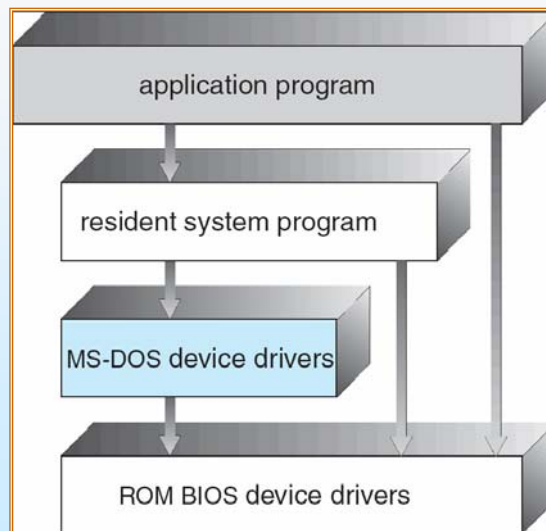 application program
resident system program
MS-DOS device drivers
ROM BIOS device drivers